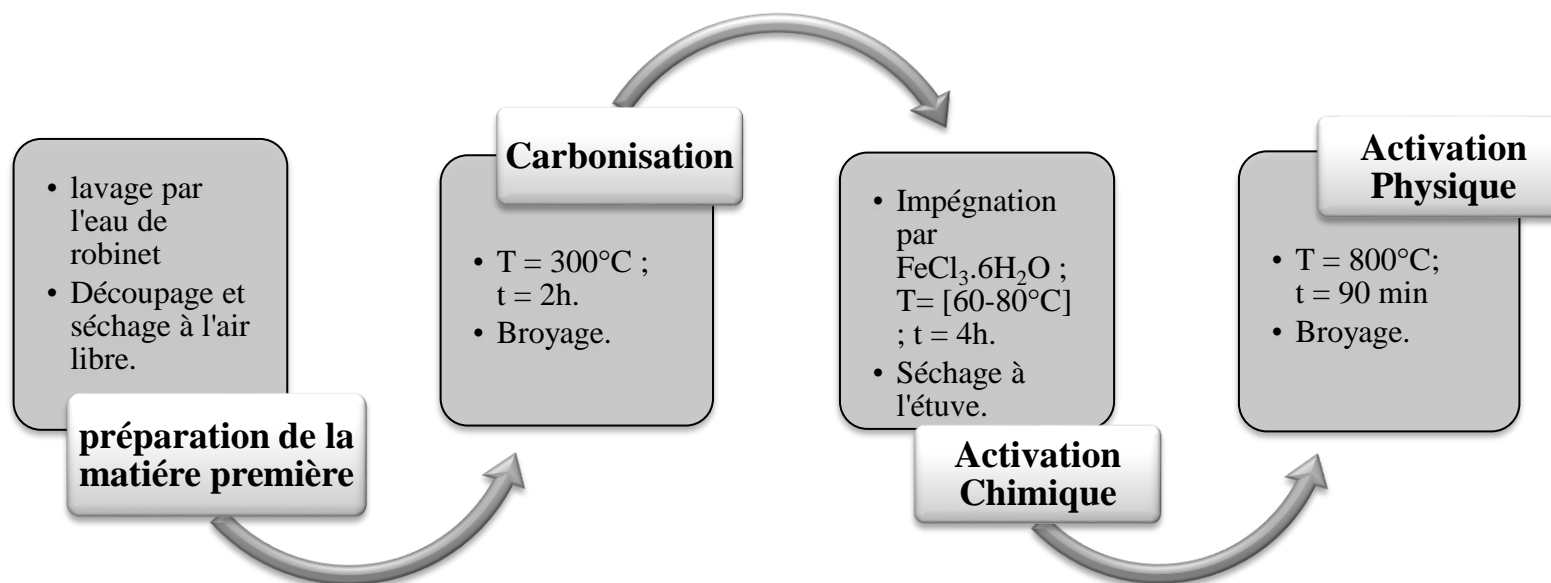 • lavage par
l'eau de
robinet
• Découpage et
séchage à l'air
libre.
préparation de la
matiére première
Carbonisation
• T = 300°C ;
t = 2h.
• Broyage.
• Impégnation
par
FeCl₃.6H₂O ;
T= [60-80°C]
; t = 4h.
• Séchage à
l'étuve.
Activation
Chimique
Activation
Physique
• T = 800°C;
t = 90 min
• Broyage.